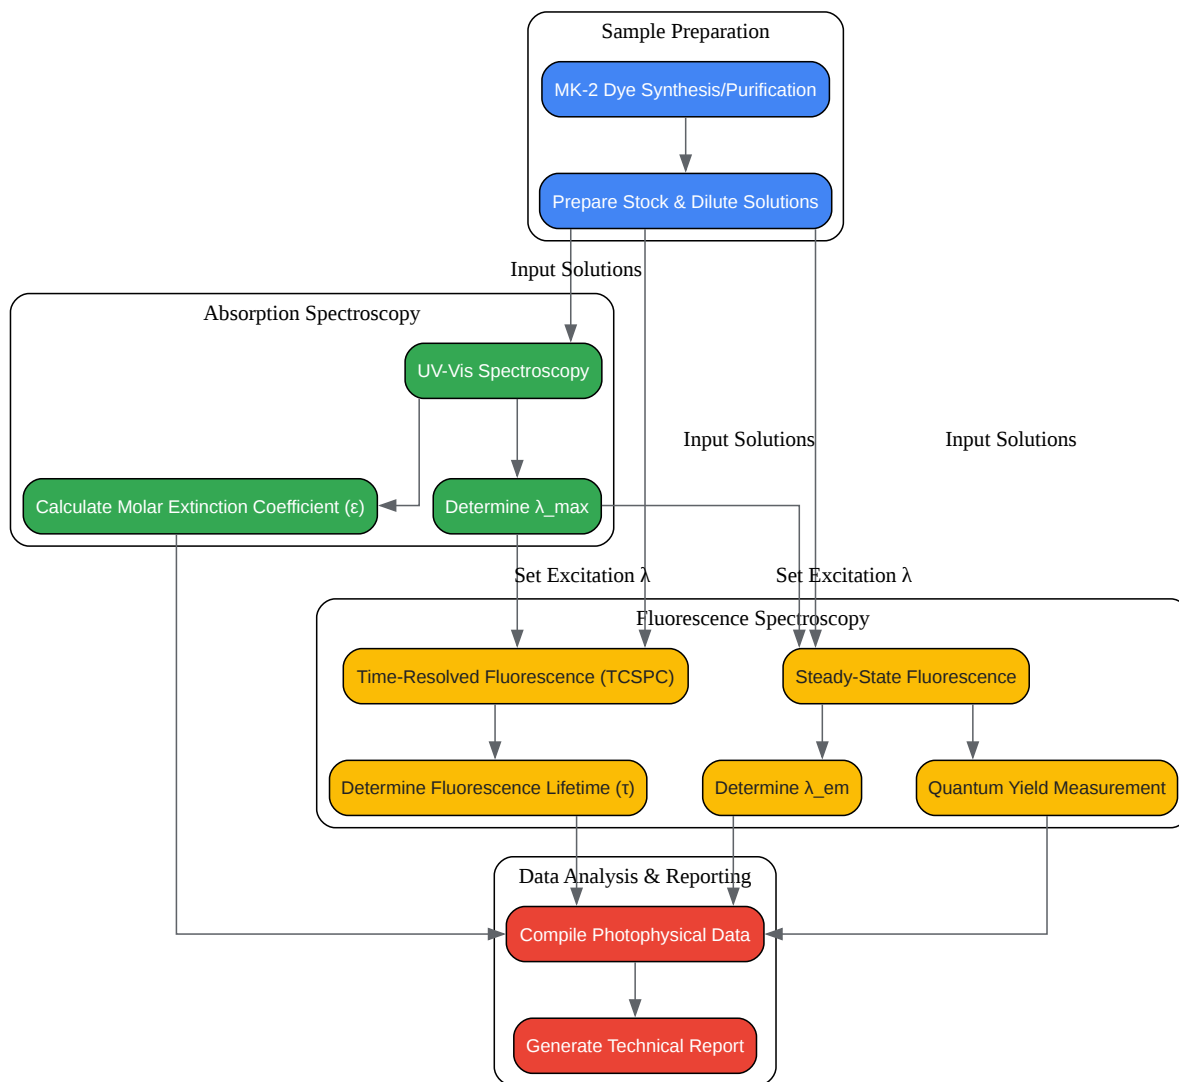 Sample Preparation
MK-2 Dye Synthesis/Purification
Prepare Stock & Dilute Solutions
Input Solutions
Absorption Spectroscopy
UV-Vis Spectroscopy
Input Solutions
Input Solutions
Calculate Molar Extinction Coefficient (ε)
Determine λ_max
Set Excitation λ
Set Excitation λ
Fluorescence Spectroscopy
Time-Resolved Fluorescence (TCSPC)
Steady-State Fluorescence
Determine Fluorescence Lifetime (τ)
Determine λ_em
Quantum Yield Measurement
Data Analysis & Reporting
Compile Photophysical Data
Generate Technical Report